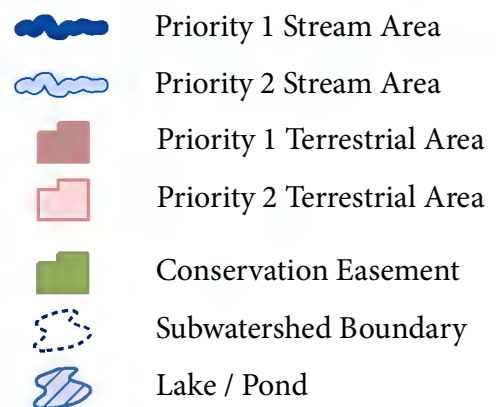 Priority 1 Stream Area
Priority 2 Stream Area
Priority 1 Terrestrial Area
Priority 2 Terrestrial Area
Conservation Easement
Subwatershed Boundary
Lake / Pond